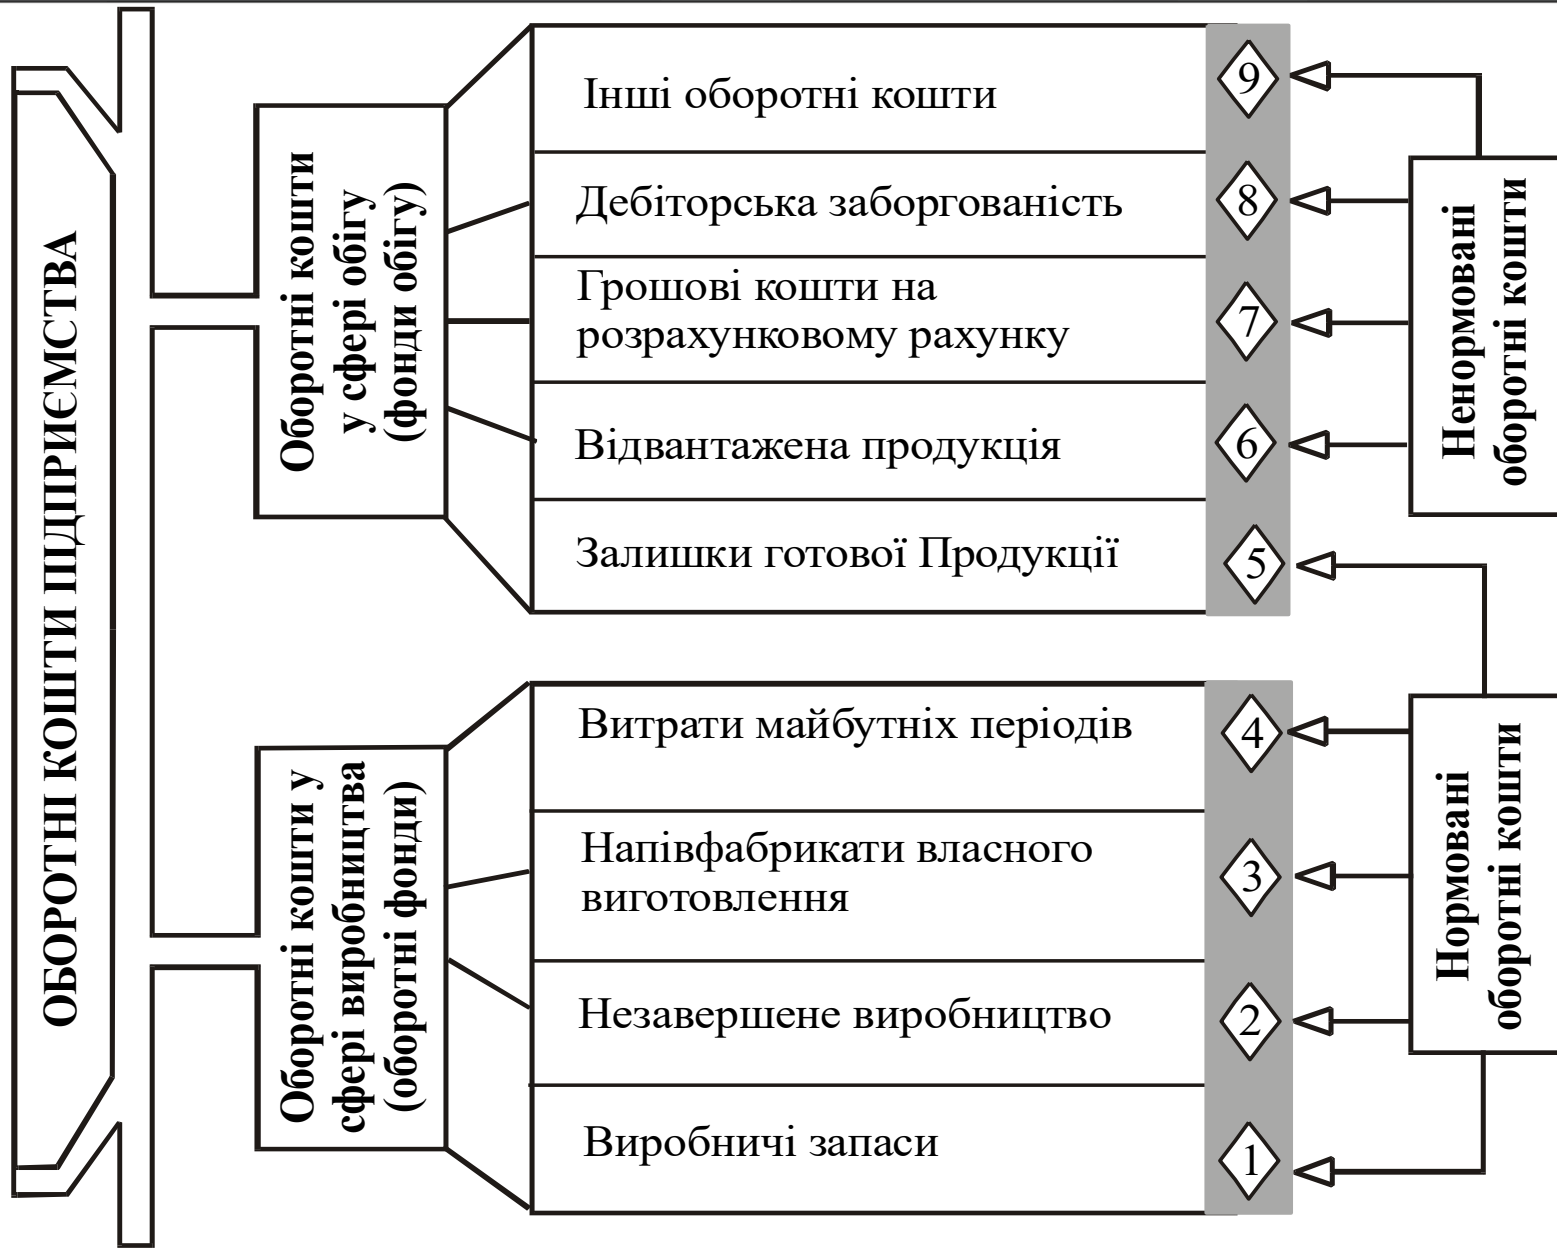 ОБОРОТНІ КОШТИ ПІДПРИЄМСТВА
Оборотні кошти
у сфері обігу
(фонди обігу)
Інші оборотні кошти
9
Дебіторська заборгованість
8
Грошові кошти на
розрахунковому рахунку
7
Відвантажена продукція
6
Залишки готової Продукції
5
Ненормовані
оборотні кошти
Оборотні кошти у
сфері виробництва
(оборотні фонди)
Витрати майбутніх періодів
4
Напівфабрикати власного
виготовлення
3
Незавершене виробництво
2
Виробничі запаси
1
Нормовані
оборотні кошти